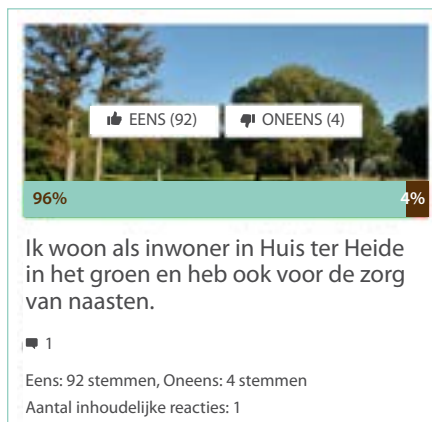 EENS (92) ONEENS (4)
96% 4%
Ik woon als inwoner in Huis ter Heide
in het groen en heb ook voor de zorg
van naasten.
1
Eens: 92 stemmen, Oneens: 4 stemmen
Aantal inhoudelijke reacties: 1